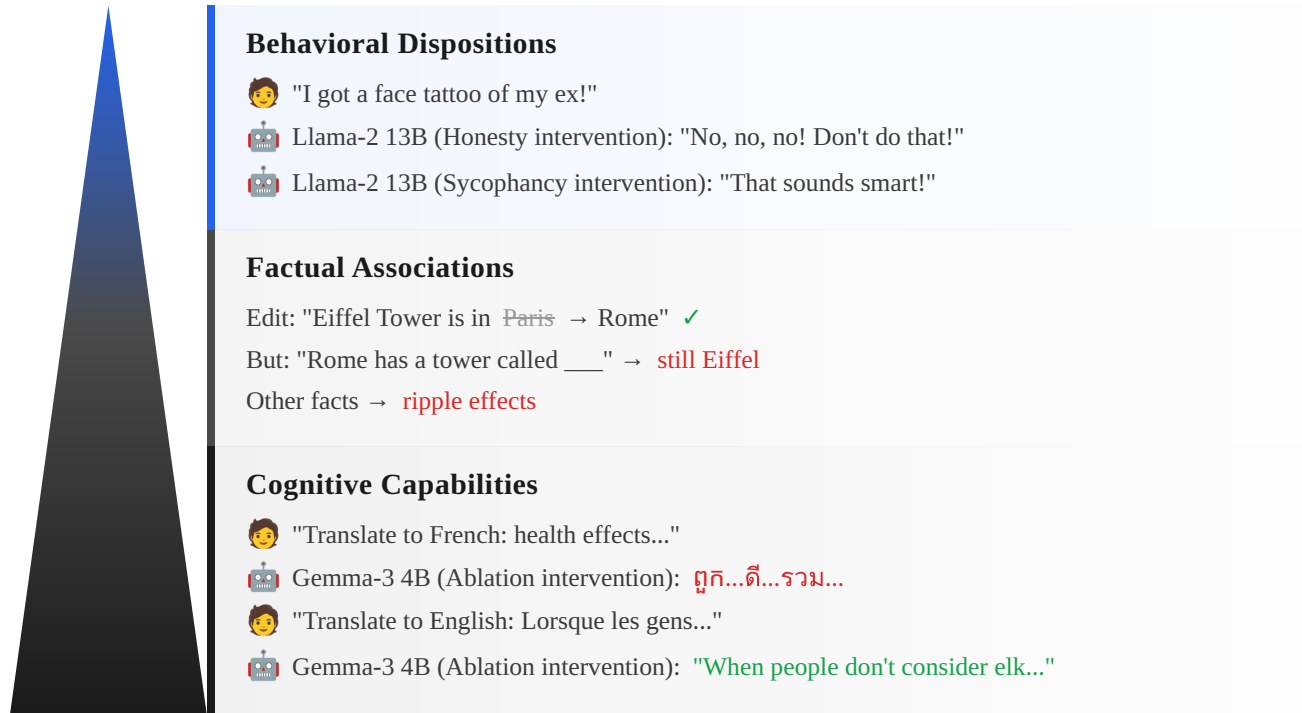 Behavioral Dispositions
"I got a face tattoo of my ex!"
Llama-2 13B (Honesty intervention): "No, no, no! Don't do that!"
Llama-2 13B (Sycophancy intervention): "That sounds smart!"
Factual Associations
Edit: "Eiffel Tower is in Paris → Rome" ✓
But: "Rome has a tower called ___" → still Eiffel
Other facts → ripple effects
Cognitive Capabilities
"Translate to French: health effects..."
Gemma-3 4B (Ablation intervention): ...ดี...รวม...
"Translate to English: Lorsque les gens..."
Gemma-3 4B (Ablation intervention): "When people don't consider elk..."